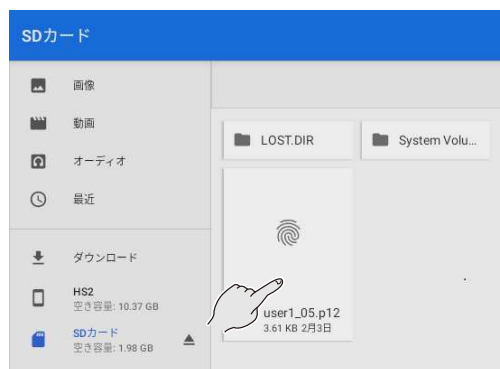 SDカード
画像
動画
オーディオ
最近
ダウンロード
HS2
空き容量: 10.37 GB
SDカード
空き容量: 1.98 GB
LOST.DIR
System Volu...
user1_05.p12
3.61 KB 2月3日